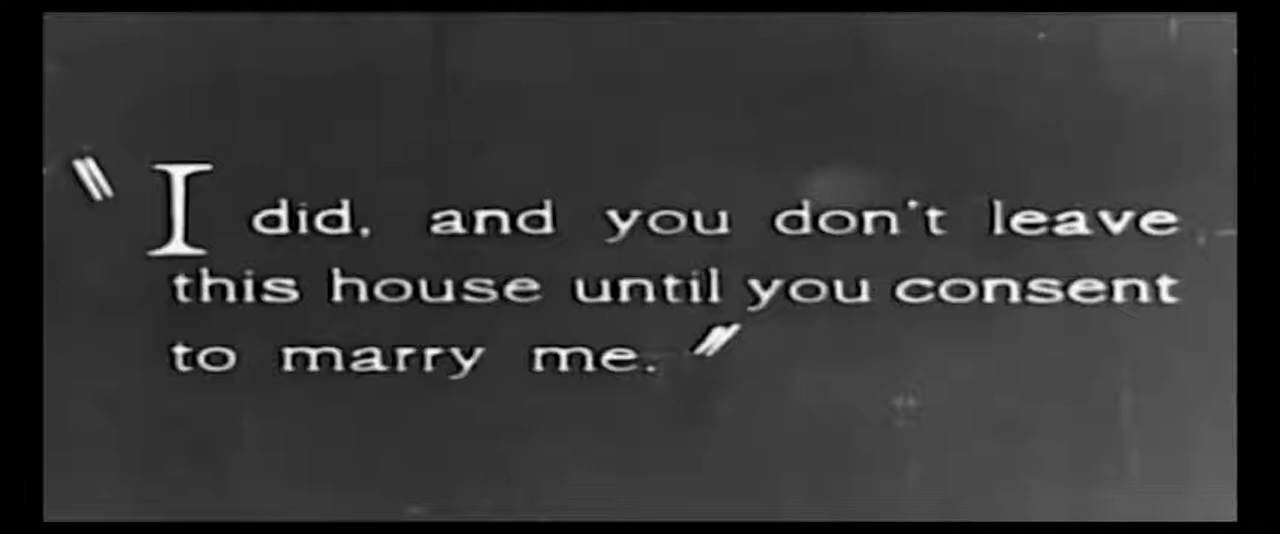 "I did, and you don't leave
this house until you consent
to marry me."